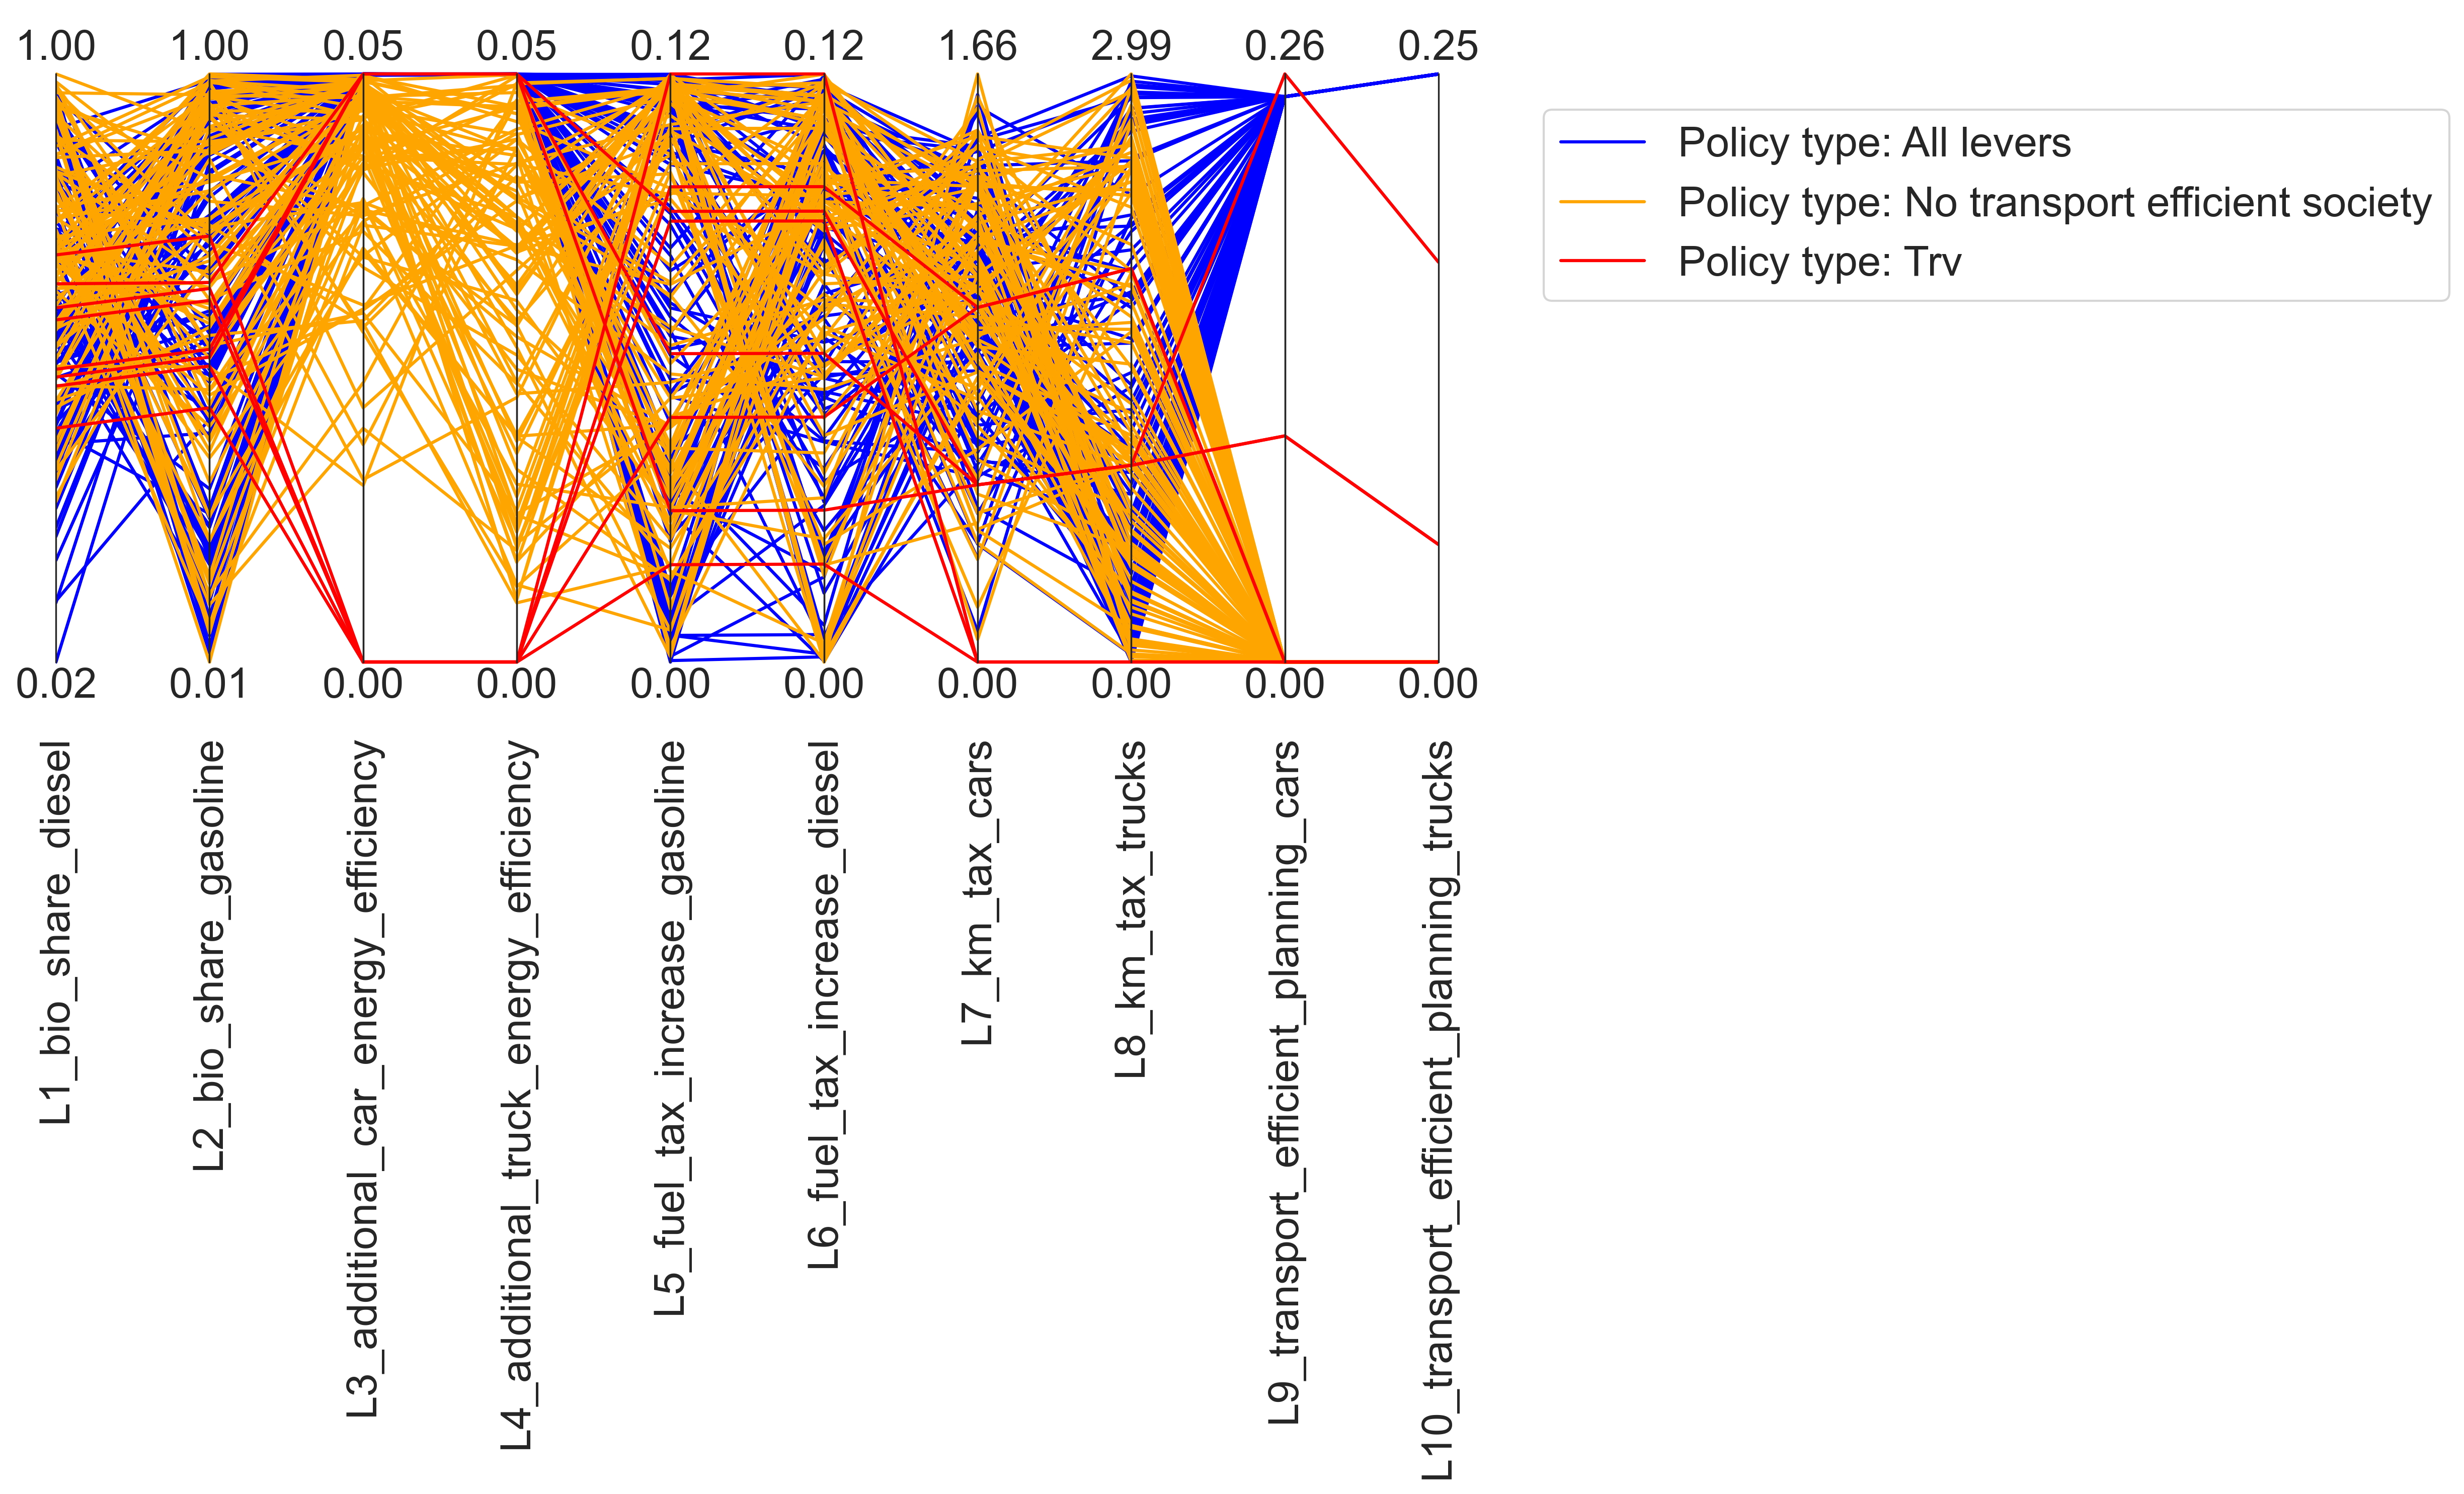 1.00 1.00 0.05 0.05 0.12 0.12 1.66 2.99 0.26 0.25
Policy type: All levers
Policy type: No transport efficient society
Policy type: Trv
0.02 0.01 0.00 0.00 0.00 0.00 0.00 0.00 0.00 0.00
L1_bio_share_diesel
L2_bio_share_gasoline
L3_additional_car_energy_efficiency
L4_additional_truck_energy_efficiency
L5_fuel_tax_increase_gasoline
L6_fuel_tax_increase_diesel
L7_km_tax_cars
L8_km_tax_trucks
L9_transport_efficient_planning_cars
L10_transport_efficient_planning_trucks